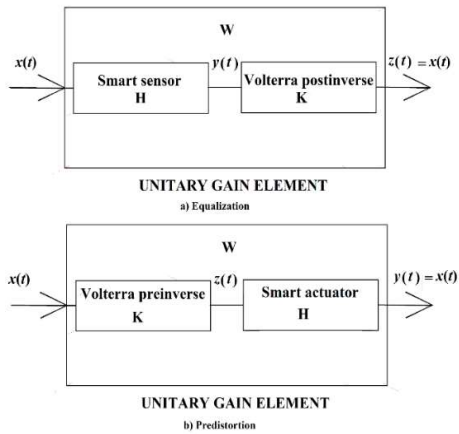 W
x(t)
Smart sensor
H
y(t)
Volterra postinverse
K
z(t) = x(t)
UNITARY GAIN ELEMENT
a) Equalization
W
x(t)
Volterra preinverse
K
z(t)
Smart actuator
H
y(t) = x(t)
UNITARY GAIN ELEMENT
b) Predistortion